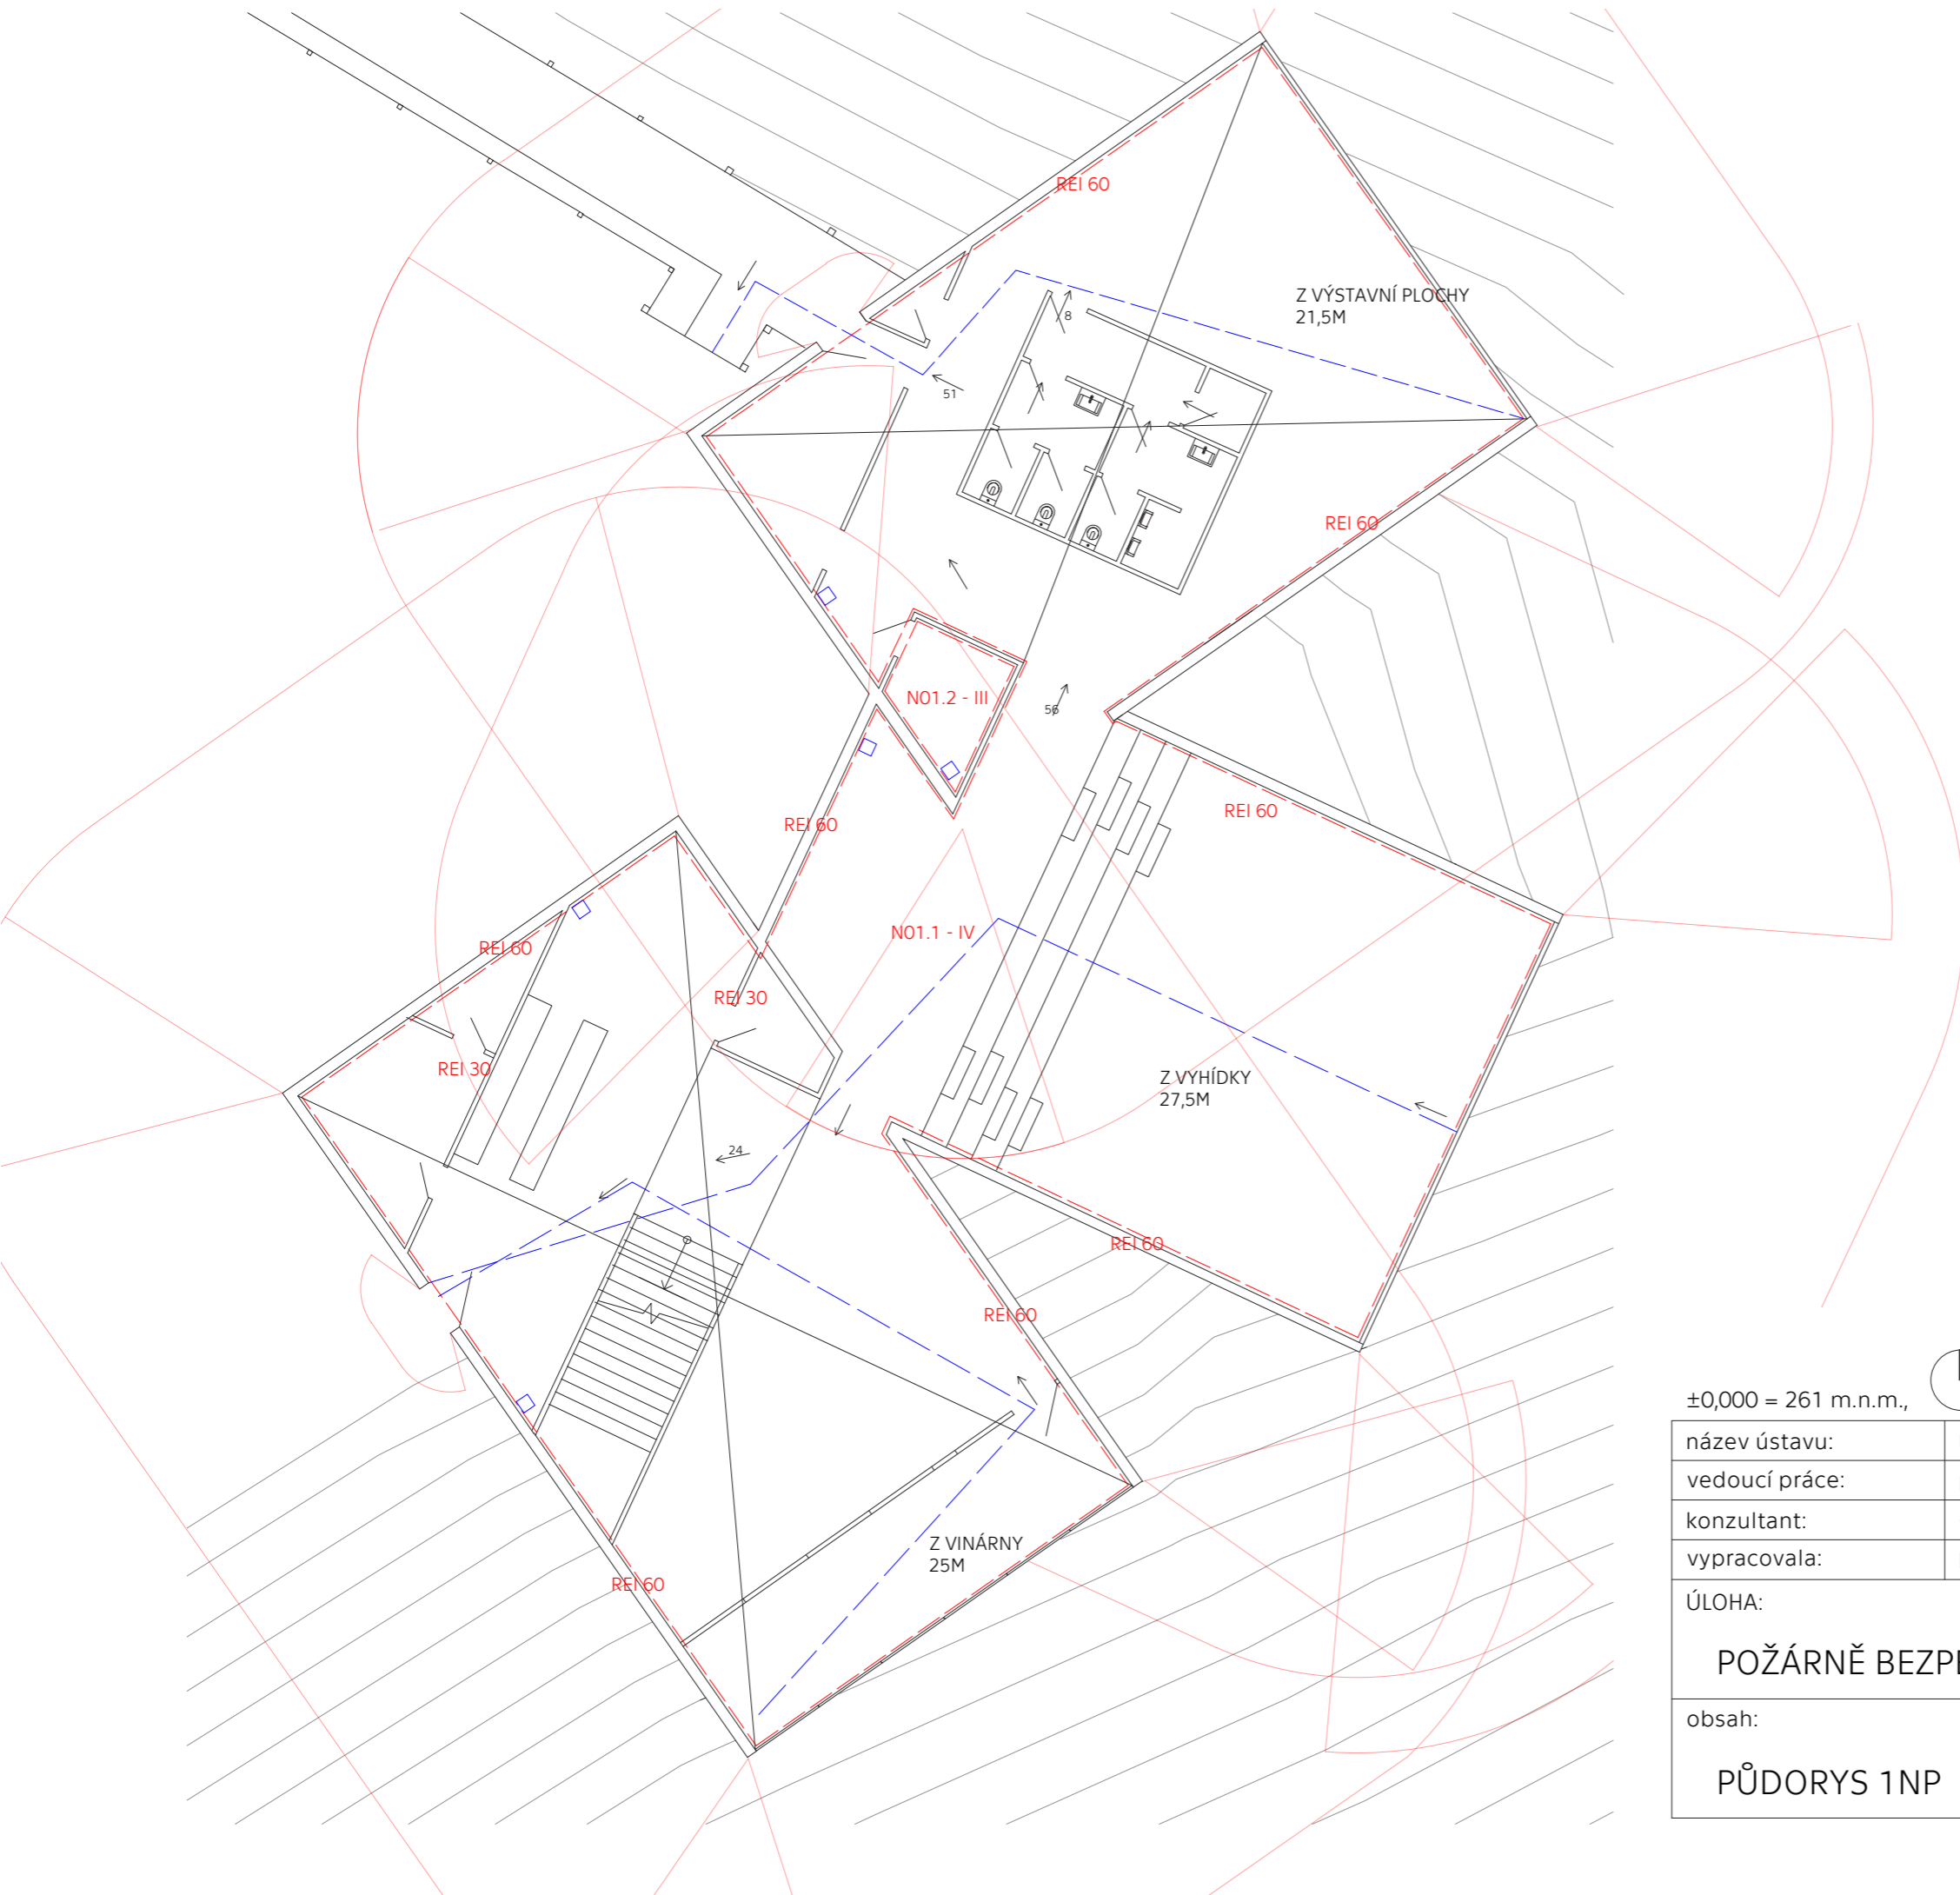 REI 60
Z VÝSTAVNÍ PLOCHY
21,5M
8
51
REI 60
N01.2 - III
56
REI 60
REI 60
N01.1 - IV
REI 60
REI 30
REI 30
Z VYHÍDKY
27,5M
24
REI 60
REI 60
Z VINÁRNY
25M
REI 60
±0,000 = 261 m.n.m.,
název ústavu:
vedoucí práce:
konzultant:
vypracovala:
ÚLOHA:
POŽÁRNĚ BEZP
obsah:
PŮDORYS 1NP